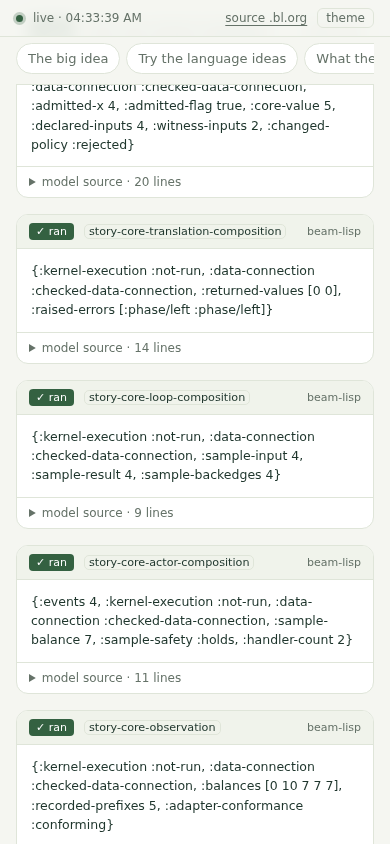 live · 04:33:39 AM
source .bl.org
theme
The big idea
Try the language ideas
What the
:data-connection :checked-data-connection,
:admitted-x 4, :admitted-flag true, :core-value 5,
:declared-inputs 4, :witness-inputs 2, :changed-
policy :rejected}
▶ model source · 20 lines
✓ ran
story-core-translation-composition
beam-lisp
{:kernel-execution :not-run, :data-connection
:checked-data-connection, :returned-values [0 0],
:raised-errors [:phase/left :phase/left]}
▶ model source · 14 lines
✓ ran
story-core-loop-composition
beam-lisp
{:kernel-execution :not-run, :data-connection
:checked-data-connection, :sample-input 4,
:sample-result 4, :sample-backedges 4}
▶ model source · 9 lines
✓ ran
story-core-actor-composition
beam-lisp
{:events 4, :kernel-execution :not-run, :data-
connection :checked-data-connection, :sample-
balance 7, :sample-safety :holds, :handler-count 2}
▶ model source · 11 lines
✓ ran
story-core-observation
beam-lisp
{:kernel-execution :not-run, :data-connection
:checked-data-connection, :balances [0 10 7 7 7],
:recorded-prefixes 5, :adapter-conformance
:conforming}